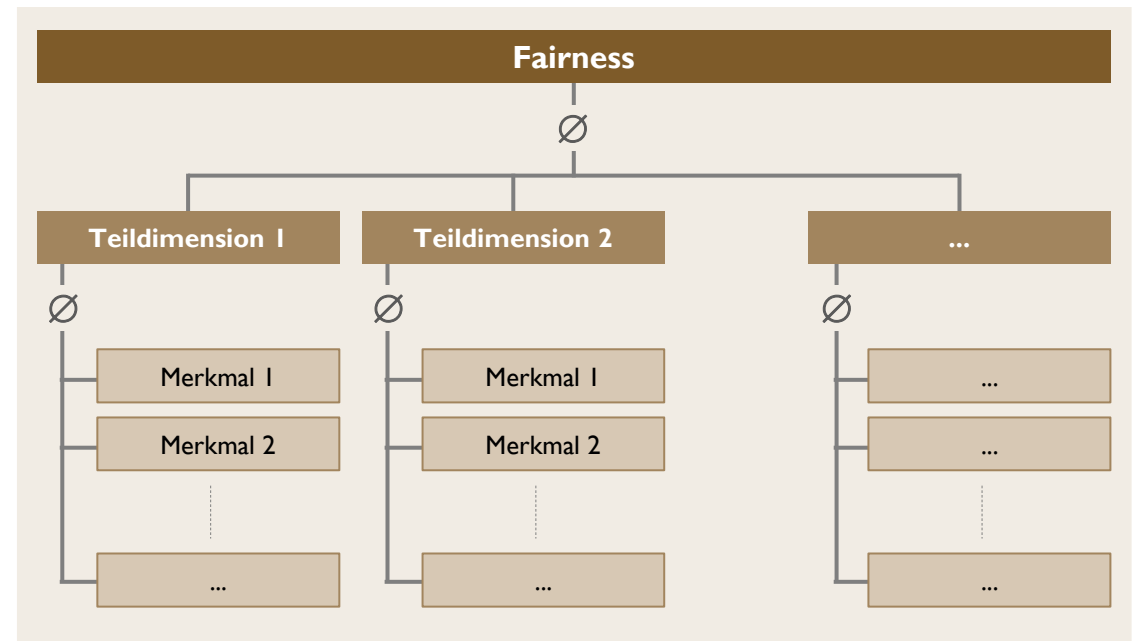 Fairness
Ø
Teildimension 1
Teildimension 2
...
Ø
Ø
Ø
Merkmal 1
Merkmal 1
...
Merkmal 2
Merkmal 2
...
...
...
...